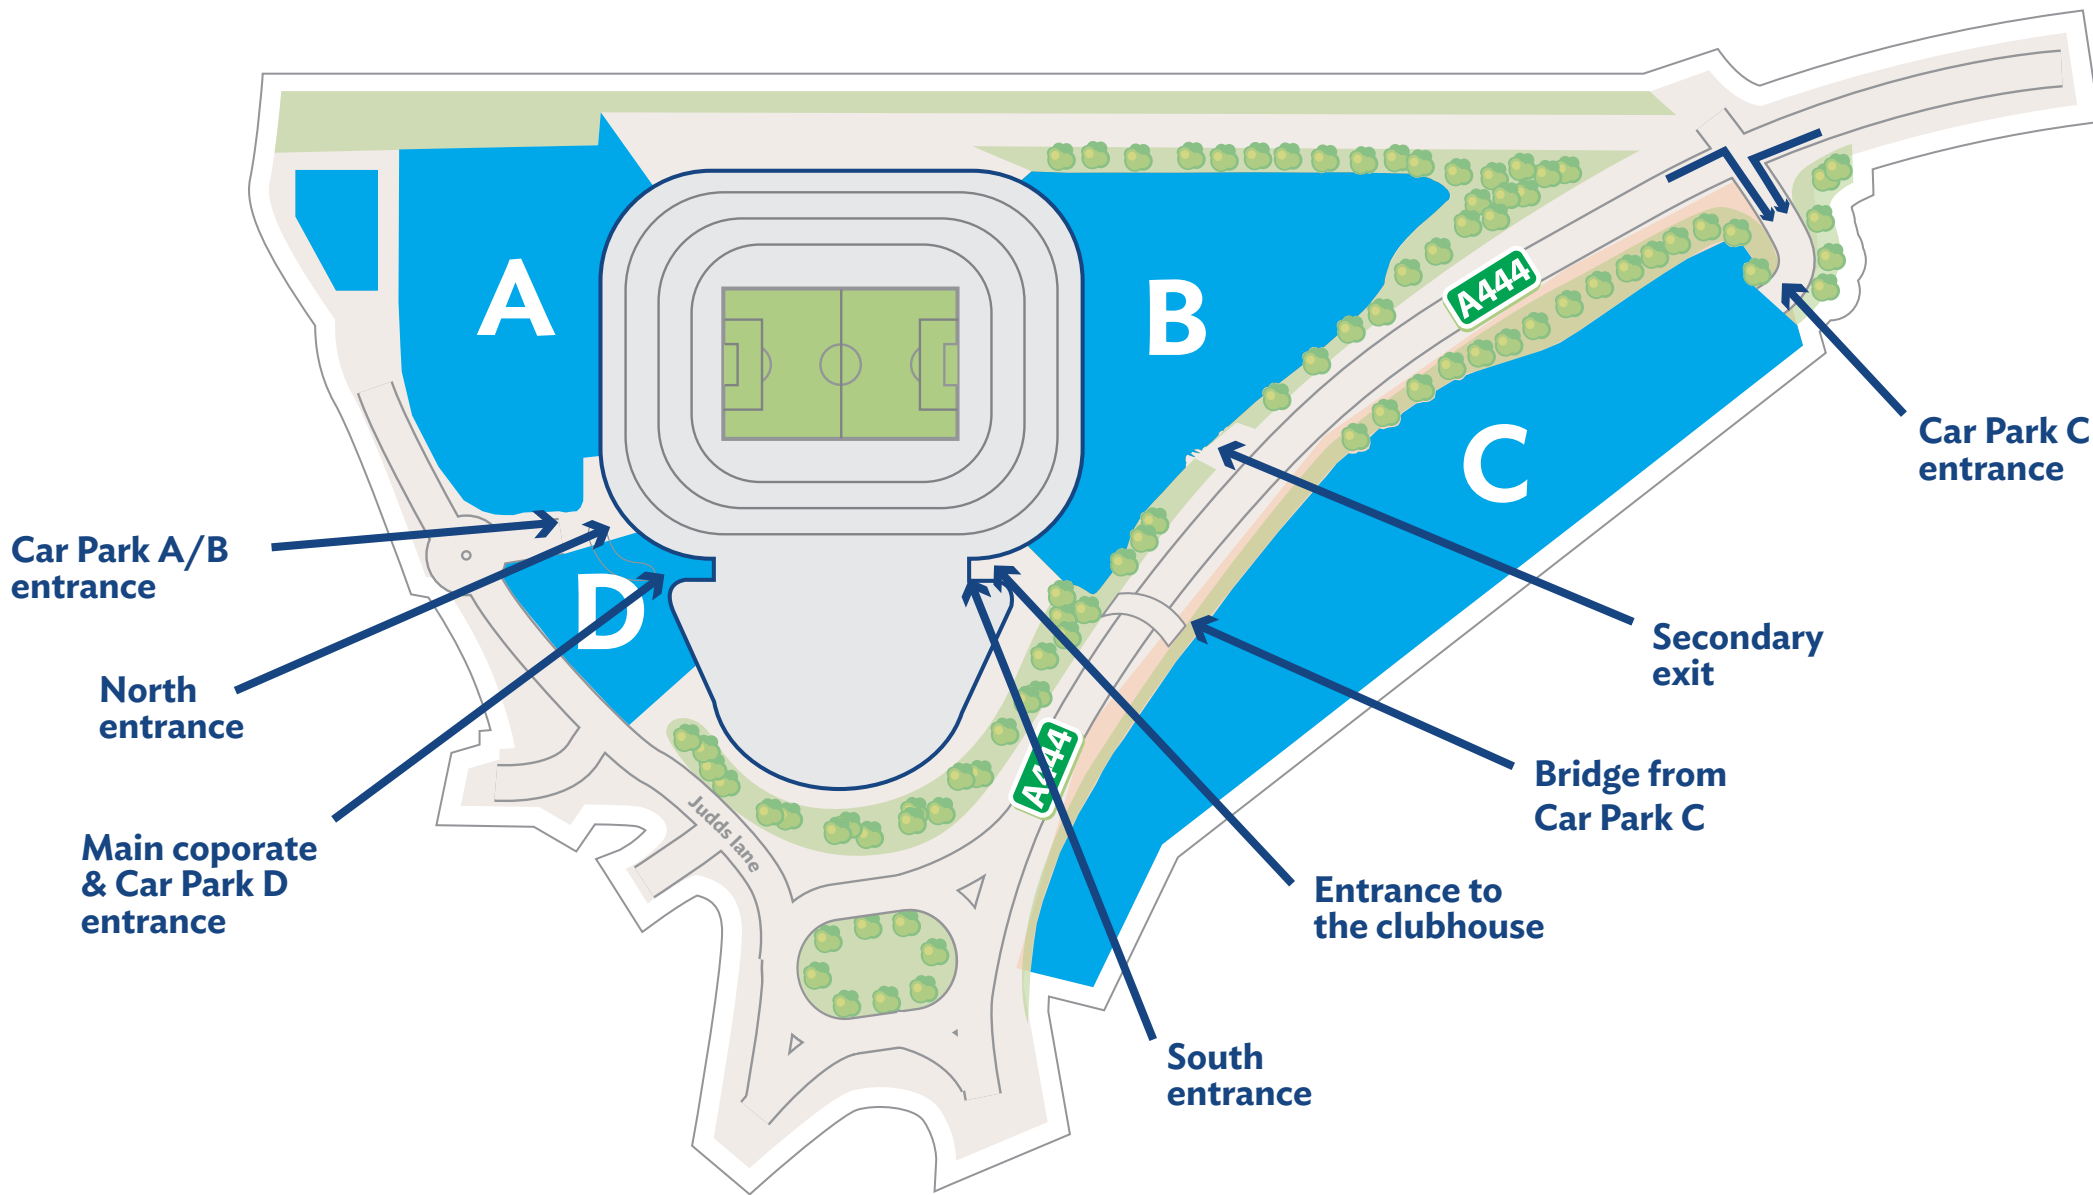 A
B
A444
C
Car Park C
entrance
Car Park A/B
entrance
D
Secondary
exit
North
entrance
A444
Bridge from
Car Park C
Judds lane
Main coporate
& Car Park D
entrance
Entrance to
the clubhouse
South
entrance